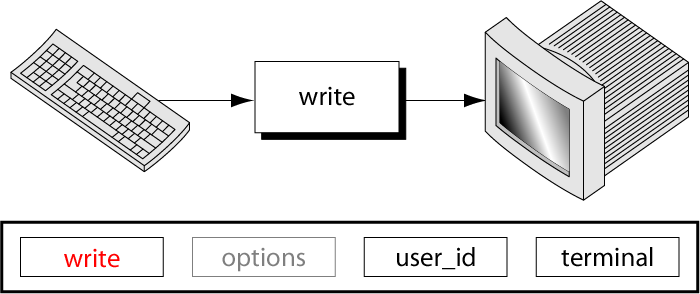 write
write options user_id terminal